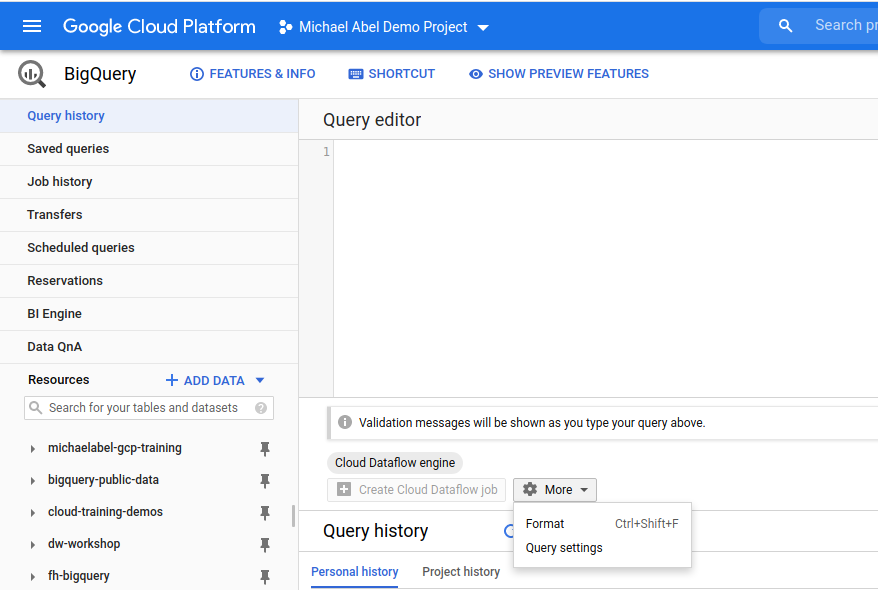 Google Cloud Platform
Michael Abel Demo Project
Search pr
BigQuery
FEATURES & INFO
SHORTCUT
SHOW PREVIEW FEATURES
Query history
Saved queries
Job history
Transfers
Scheduled queries
Reservations
BI Engine
Data QnA
Resources
ADD DATA
Search for your tables and datasets
michaelabel-gcp-training
bigquery-public-data
cloud-training-demos
dw-workshop
fh-bigquery
Query editor
1
Validation messages will be shown as you type your query above.
Cloud Dataflow engine
Create Cloud Dataflow job
More
Format Ctrl+Shift+F
Query settings
Query history
Personal history
Project history